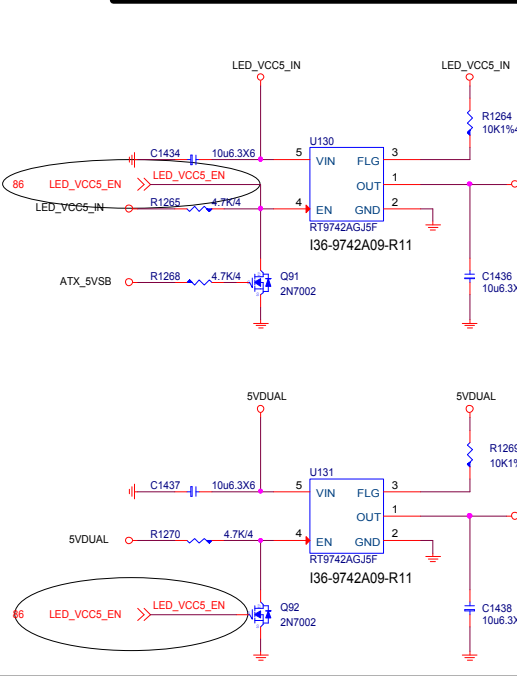 LED_VCC5_IN
LED_VCC5_IN
R1264
10K1%4
U130
C1434 10u6.3X6 5 VIN FLG 3
86 LED_VCC5_EN LED_VCC5_EN
OUT 1
LED_VCC5_IN R1265 4.7K/4 4 EN GND 2
RT9742AGJ5F
I36-9742A09-R11
ATX_5VSB R1268 4.7K/4 Q91
2N7002
C1436
10u6.3X
5VDUAL
5VDUAL
R1269
10K1%
U131
C1437 10u6.3X6 5 VIN FLG 3
OUT 1
5VDUAL R1270 4.7K/4 4 EN GND 2
RT9742AGJ5F
I36-9742A09-R11
86 LED_VCC5_EN LED_VCC5_EN Q92
2N7002
C1438
10u6.3X